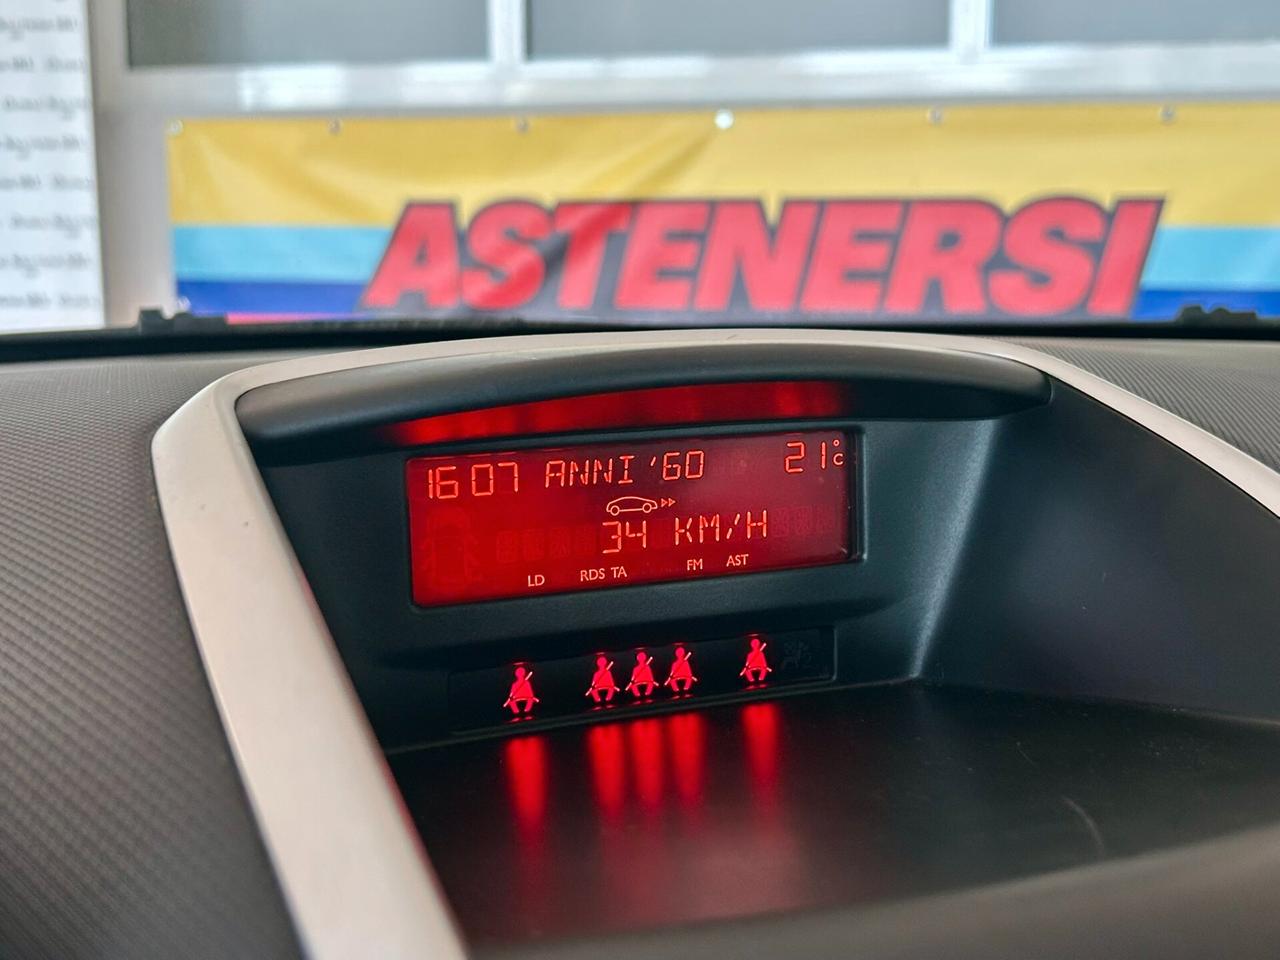 ASTENERSI
16 07 ANNI '60 21°C
34 KM/H
LD RDS TA FM AST